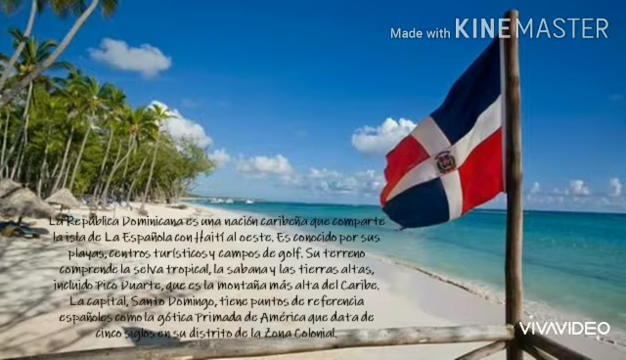 Made with KINEMASTER
La República Dominicana es una nación caribeña que comparte
la isla de La Española con Haití al oeste. Es conocido por sus
playas, centros turísticos y campos de golf. Su terreno
comprende la selva tropical, la sabana y las tierras altas,
incluido Pico Duarte, que es la montaña más alta del Caribe.
La capital, Santo Domingo, tiene puntos de referencia
españoles como la gótica Primada de América que data de
cinco siglos en su distrito de la Zona Colonial.
VIVAVIDEO